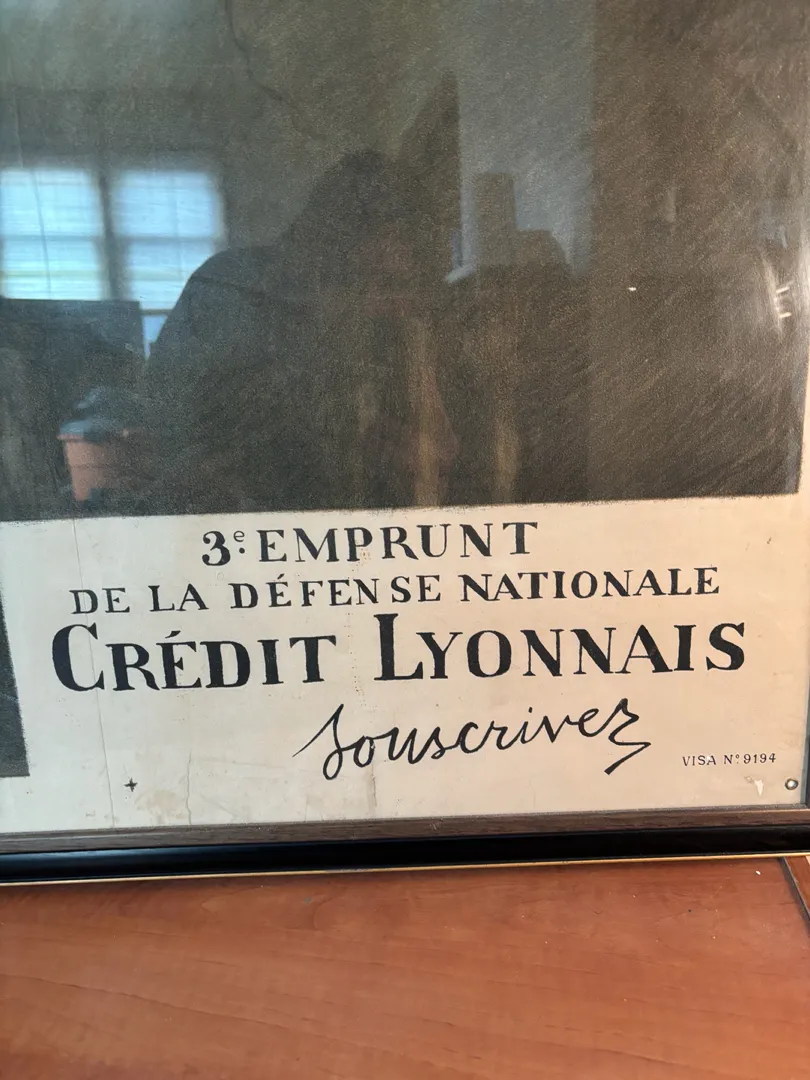 3e. EMPRUNT
DE LA DÉFENSE NATIONALE
CRÉDIT LYONNAIS
Souscrivez
VISA N° 9194